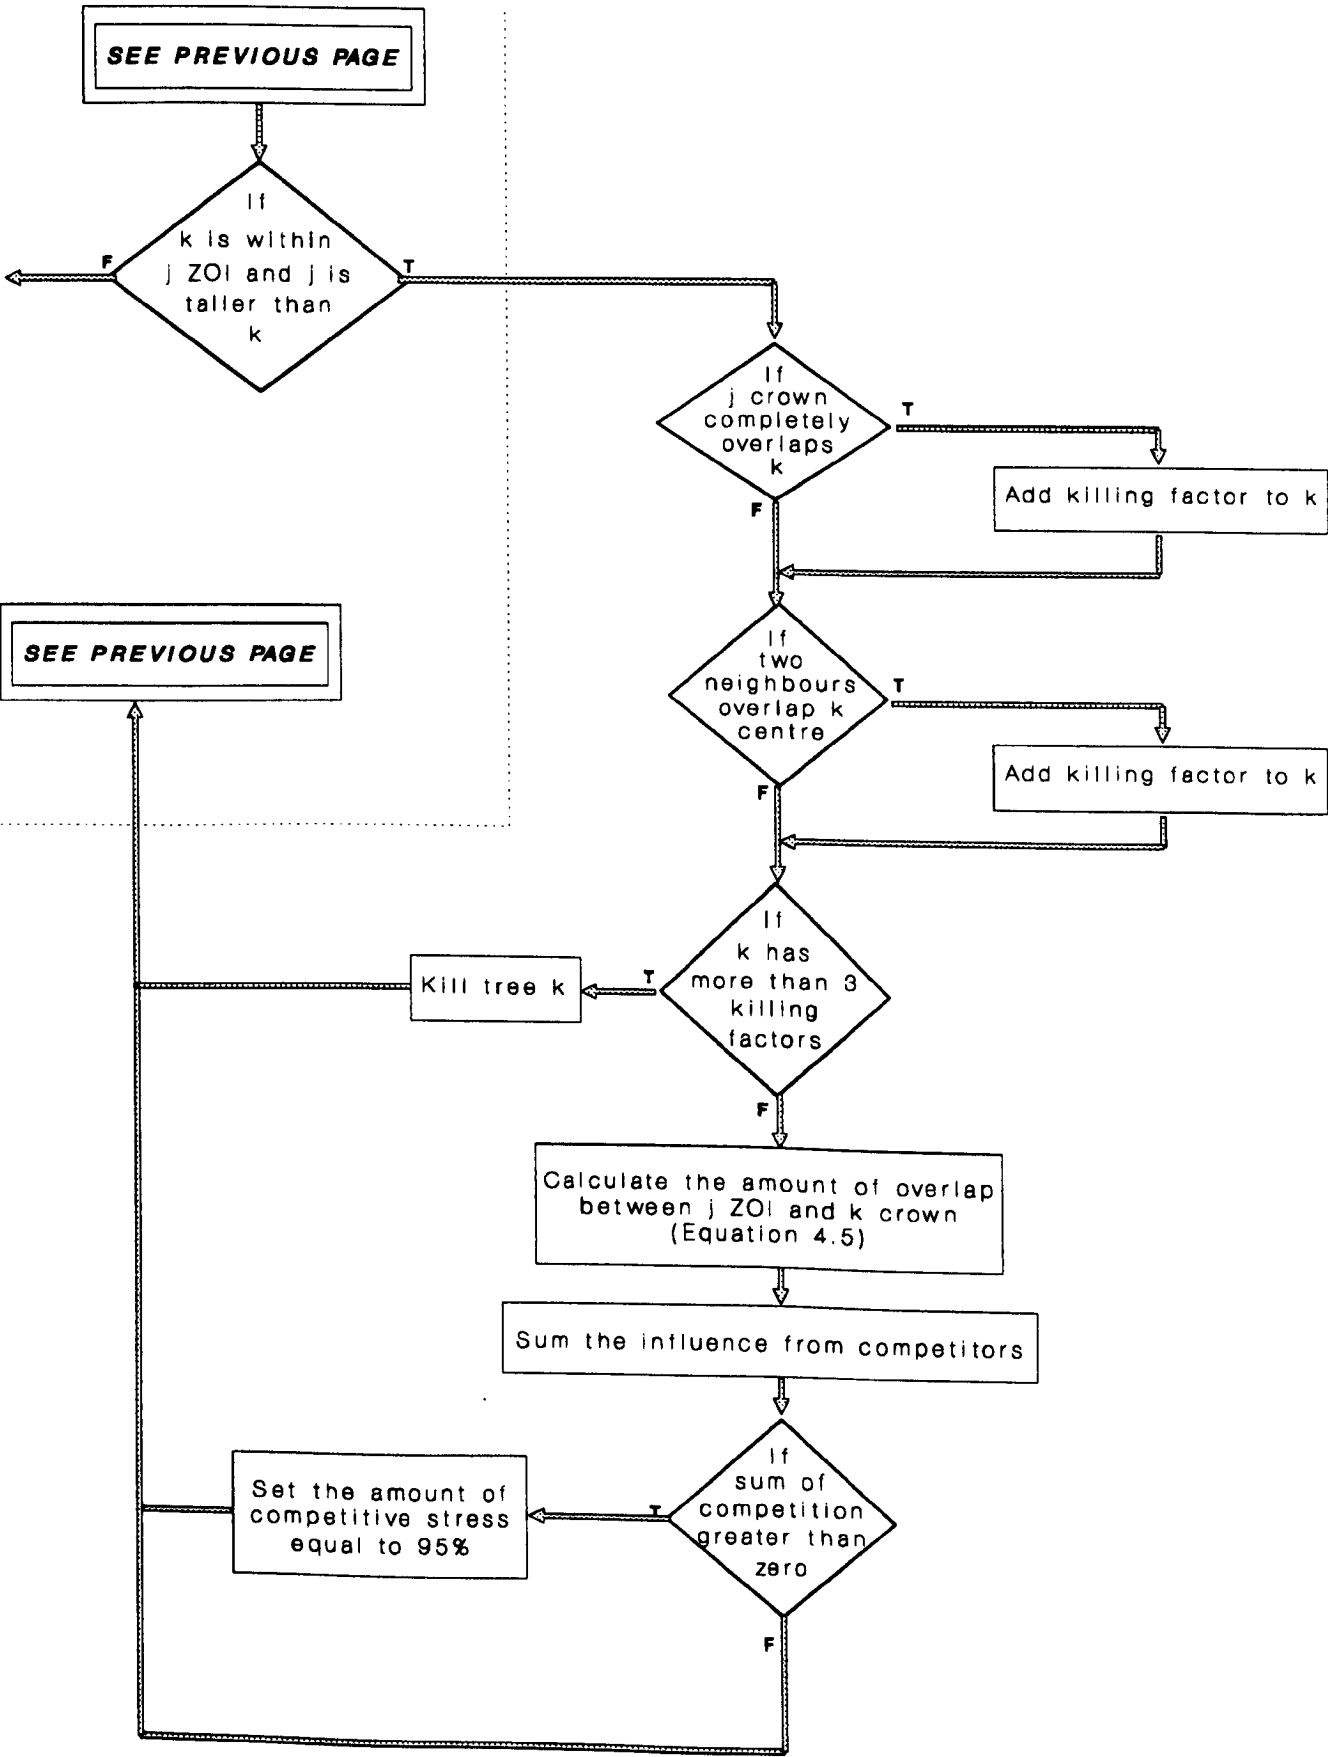 SEE PREVIOUS PAGE
If
k is within
j ZOI and j is
taller than
k
F
T
If
j crown
completely
overlaps
k
T
F
Add killing factor to k
SEE PREVIOUS PAGE
If
two
neighbours
overlap k
centre
T
F
Add killing factor to k
If
k has
more than 3
killing
factors
T
Kill tree k
F
Calculate the amount of overlap
between j ZOI and k crown
(Equation 4.5)
Sum the influence from competitors
If
sum of
competition
greater than
zero
T
Set the amount of
competitive stress
equal to 95%
F